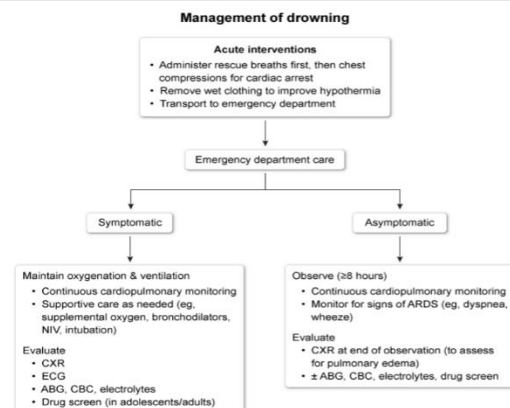 Management of drowning
Acute interventions
• Administer rescue breaths first, then chest
compressions for cardiac arrest
• Remove wet clothing to improve hypothermia
• Transport to emergency department
Emergency department care
Symptomatic
Asymptomatic
Maintain oxygenation & ventilation
• Continuous cardiopulmonary monitoring
• Supportive care as needed (eg,
supplemental oxygen, bronchodilators,
NIV, intubation)
Evaluate
• CXR
• ECG
• ABG, CBC, electrolytes
• Drug screen (in adolescents/adults)
Observe (≥8 hours)
• Continuous cardiopulmonary monitoring
• Monitor for signs of ARDS (eg, dyspnea,
wheeze)
Evaluate
• CXR at end of observation (to assess
for pulmonary edema)
• ± ABG, CBC, electrolytes, drug screen